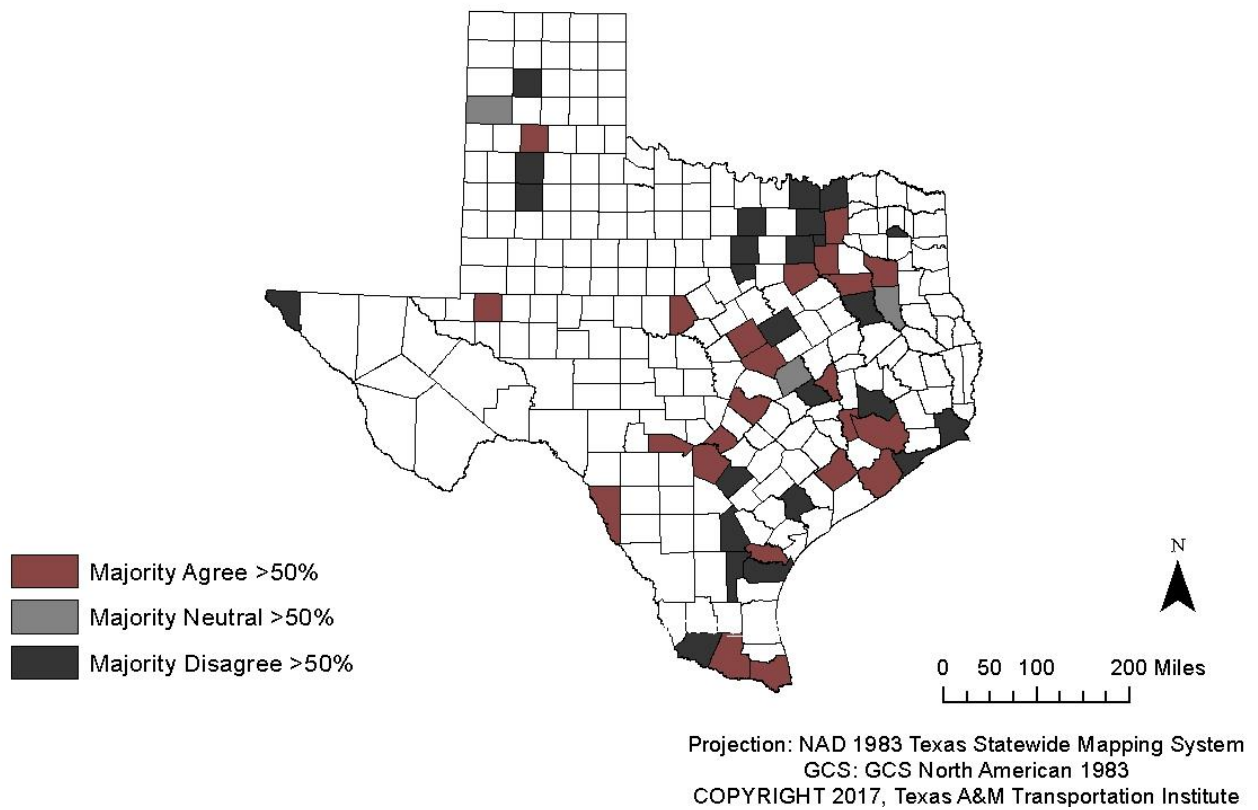 Majority Agree >50%
Majority Neutral >50%
Majority Disagree >50%
N
0 50 100 200 Miles
Projection: NAD 1983 Texas Statewide Mapping System
GCS: GCS North American 1983
COPYRIGHT 2017, Texas A&M Transportation Institute